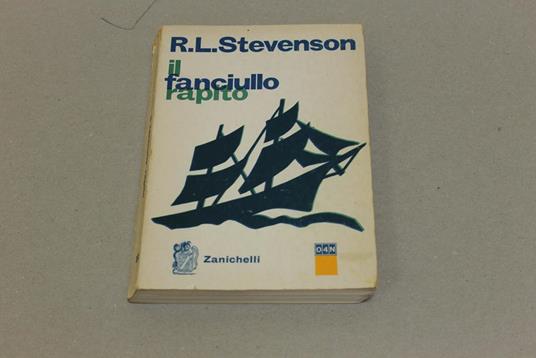 R.L.Stevenson
il
fanciullo
rapito
Zanichelli
O4N